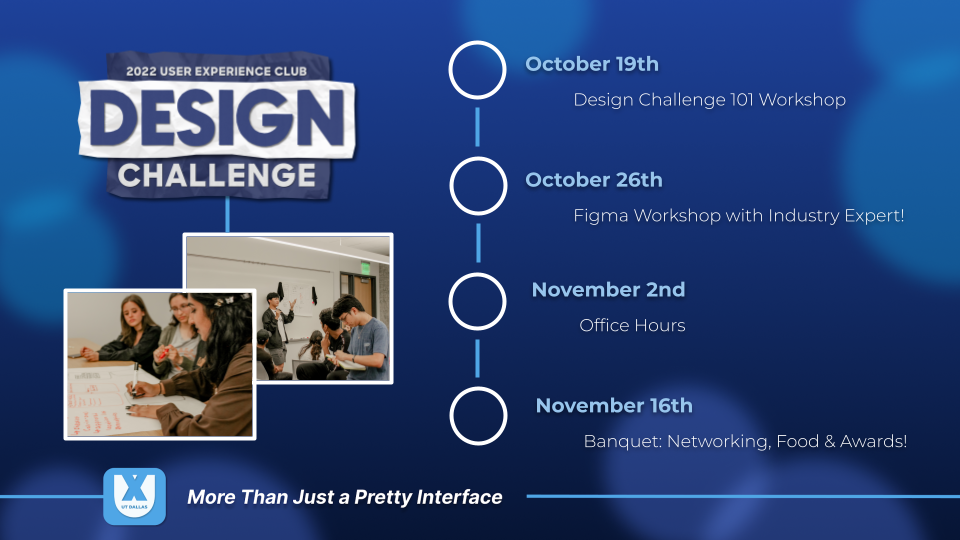 2022 USER EXPERIENCE CLUB
DESIGN
CHALLENGE
October 19th
Design Challenge 101 Workshop
October 26th
Figma Workshop with Industry Expert!
November 2nd
Office Hours
November 16th
Banquet: Networking, Food & Awards!
UX
UT DALLAS
More Than Just a Pretty Interface